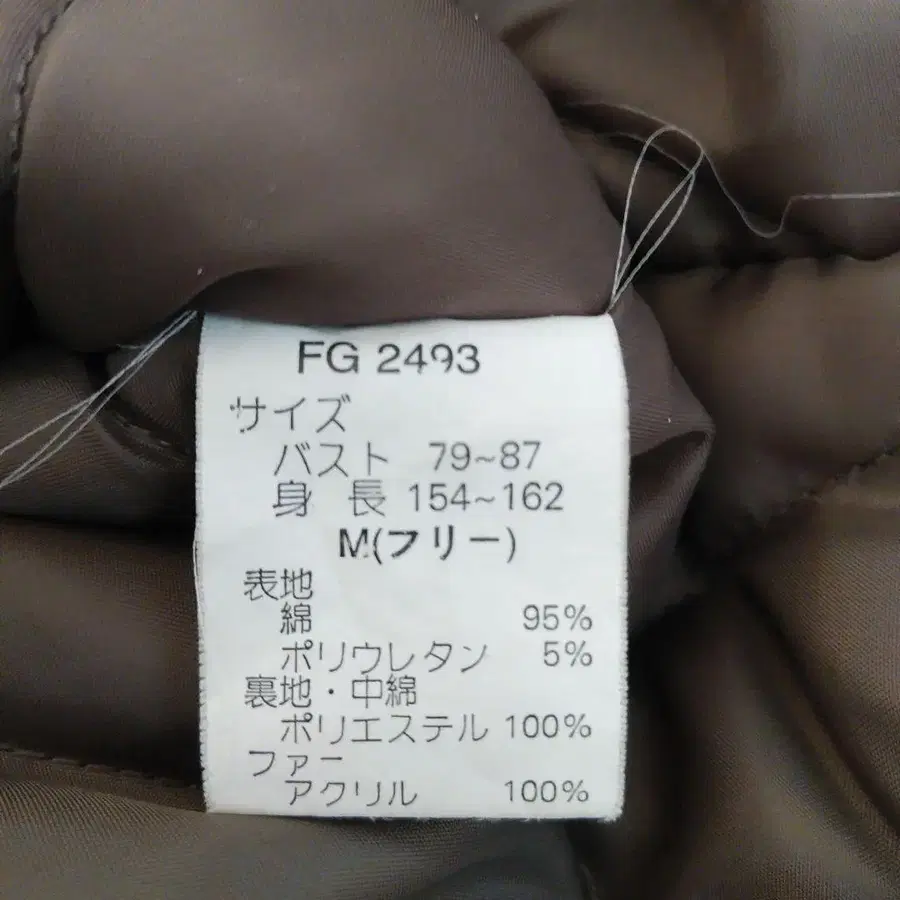 FG 2493
サイズ
バスト 79~87
身 長 154~162
M(フリー)
表地
綿 95%
ポリウレタン 5%
裏地・中綿
ポリエステル 100%
ファー
アクリル 100%